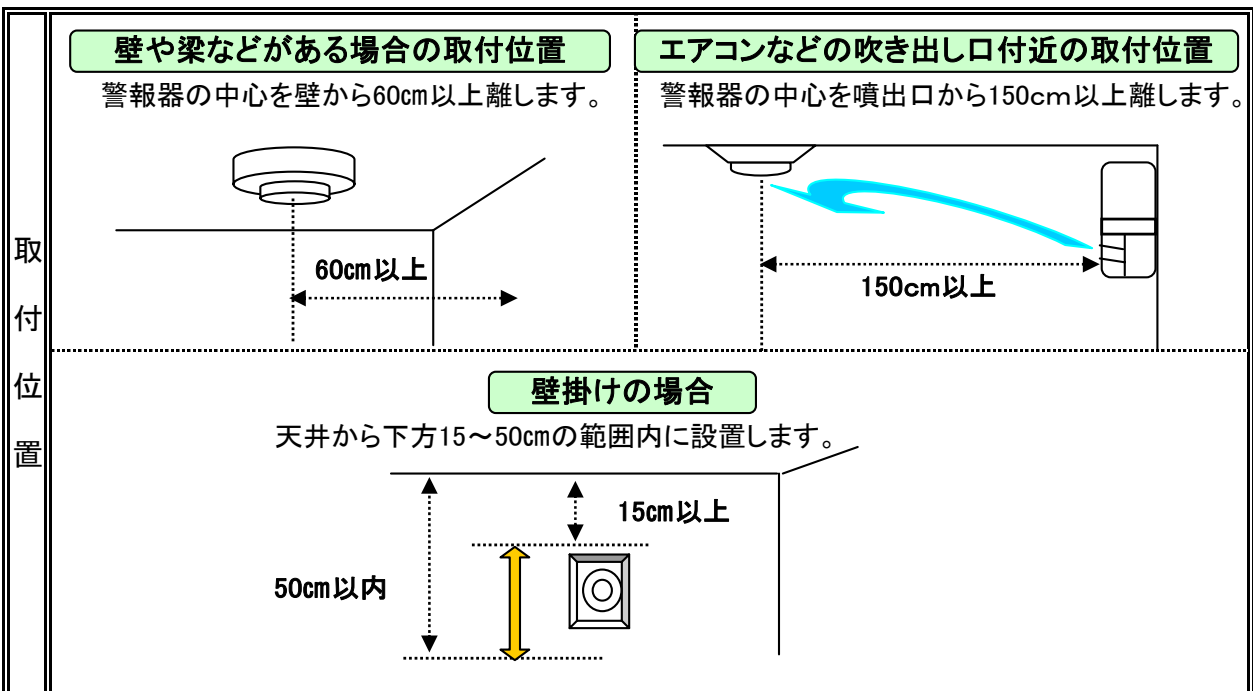 取付位置
壁や梁などがある場合の取付位置
警報器の中心を壁から60㎝以上離します。
60㎝以上
エアコンなどの吹き出し口付近の取付位置
警報器の中心を噴出口から150cm以上離します。
150cm以上
壁掛けの場合
天井から下方15～50㎝の範囲内に設置します。
15㎝以上
50㎝以内